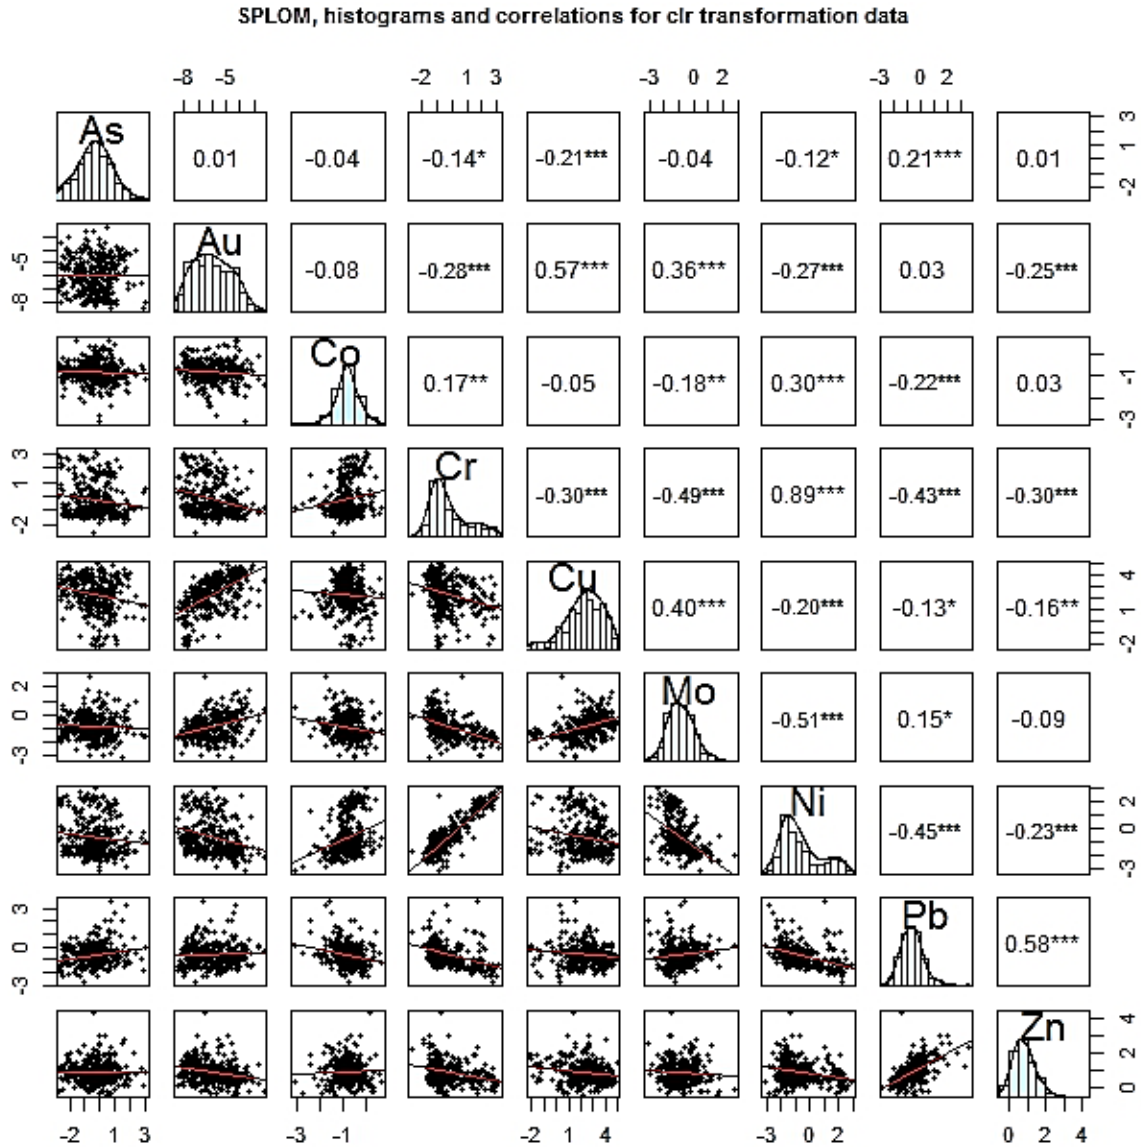 SPLOM, histograms and correlations for clr transformation data
-8 -5 -2 1 3 -3 0 2 -3 0 2
As 0.01 -0.04 -0.14* -0.21*** -0.04 -0.12* 0.21*** 0.01 -2 1 3
-8 -5 Au -0.08 -0.28*** 0.57*** 0.36*** -0.27*** 0.03 -0.25***
Co 0.17** -0.05 -0.18** 0.30*** -0.22*** 0.03 -3 -1
-2 1 3 Cr -0.30*** -0.49*** 0.89*** -0.43*** -0.30***
Cu 0.40*** -0.20*** -0.13* -0.16** -2 1 4
-3 0 2 Mo -0.51*** 0.15* -0.09
Ni -0.45*** -0.23*** -3 0 2
-3 0 3 Pb 0.58***
Zn 0 2 4
-2 1 3 -3 -1 -2 1 4 -3 0 2 0 2 4